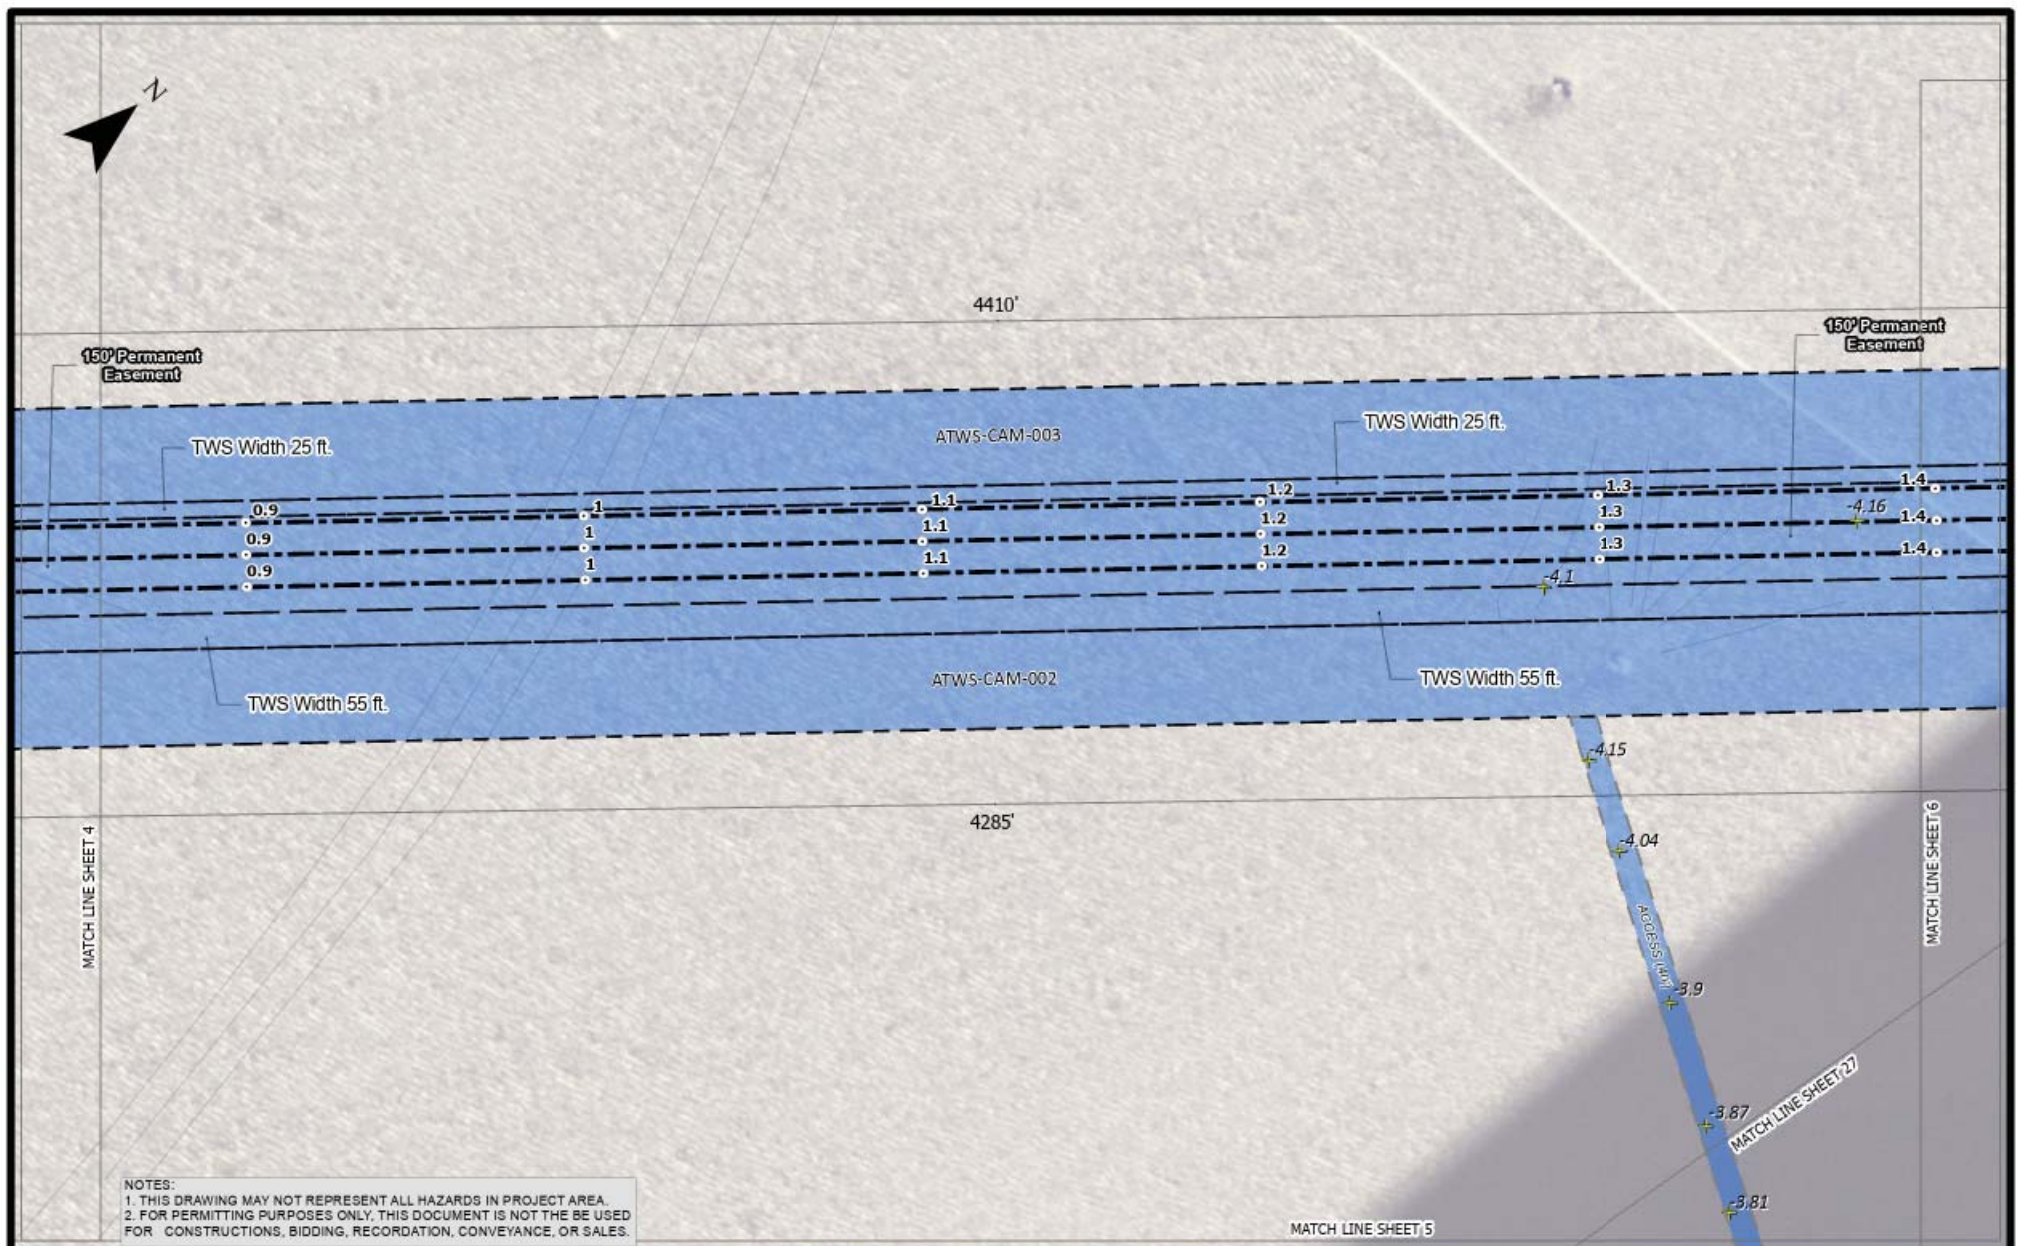 N
4410'
150' Permanent
Easement
150' Permanent
Easement
TWS Width 25 ft.
ATWS-CAM-003
TWS Width 25 ft.
0.9
1
1.1
1.2
1.3
1.4
0.9
1
1.1
1.2
1.3
-4.16
1.4
0.9
1
1.1
1.2
1.3
1.4
-4.1
TWS Width 55 ft.
ATWS-CAM-002
TWS Width 55 ft.
-4.15
4285'
-4.04
MATCH LINE SHEET 4
MATCH LINE SHEET 6
ACCESS (40')
-3.9
-3.87
MATCH LINE SHEET 27
-3.81
NOTES:
1. THIS DRAWING MAY NOT REPRESENT ALL HAZARDS IN PROJECT AREA.
2. FOR PERMITTING PURPOSES ONLY, THIS DOCUMENT IS NOT THE BE USED
FOR CONSTRUCTIONS, BIDDING, RECORDATION, CONVEYANCE, OR SALES.
MATCH LINE SHEET 5